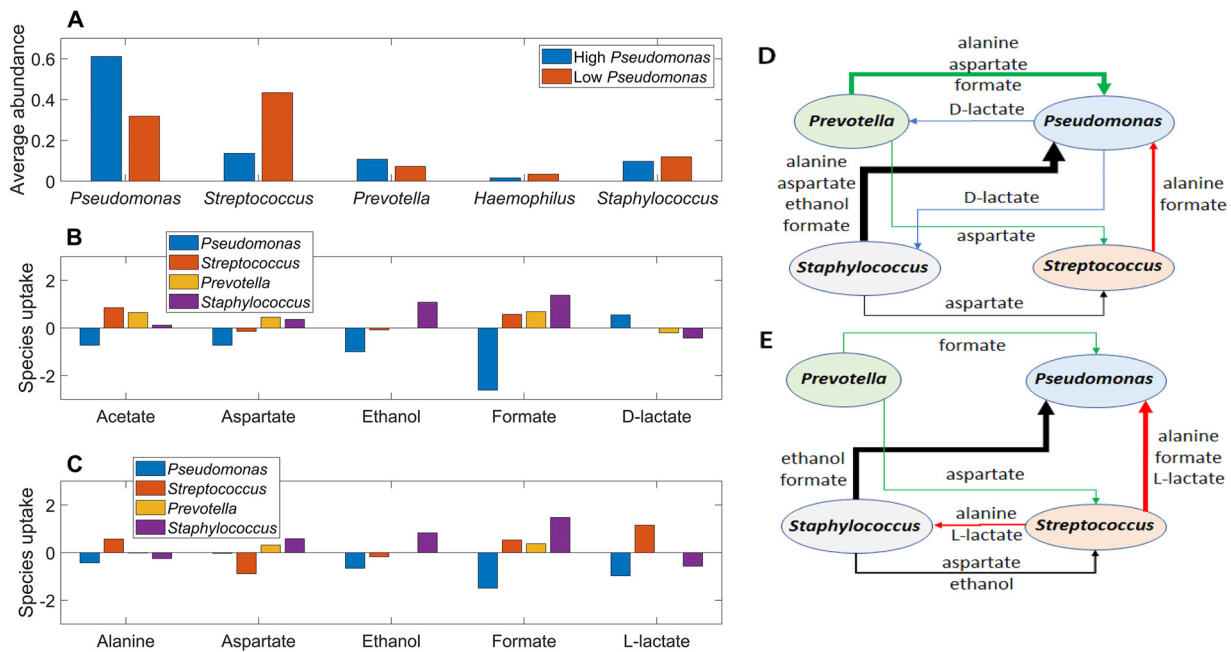 A
Average abundance
0.6
0.4
0.2
0
High Pseudomonas
Low Pseudomonas
Pseudomonas
Streptococcus
Prevotella
Haemophilus
Staphylococcus
B
Species uptake
2
0
-2
Pseudomonas
Streptococcus
Prevotella
Staphylococcus
Acetate
Aspartate
Ethanol
Formate
D-lactate
C
Species uptake
2
0
-2
Pseudomonas
Streptococcus
Prevotella
Staphylococcus
Alanine
Aspartate
Ethanol
Formate
L-lactate
D
alanine
aspartate
formate
Prevotella
D-lactate
Pseudomonas
alanine
aspartate
ethanol
formate
D-lactate
alanine
formate
aspartate
Staphylococcus
Streptococcus
aspartate
E
formate
Prevotella
Pseudomonas
ethanol
formate
aspartate
alanine
formate
L-lactate
Staphylococcus
alanine
L-lactate
Streptococcus
aspartate
ethanol